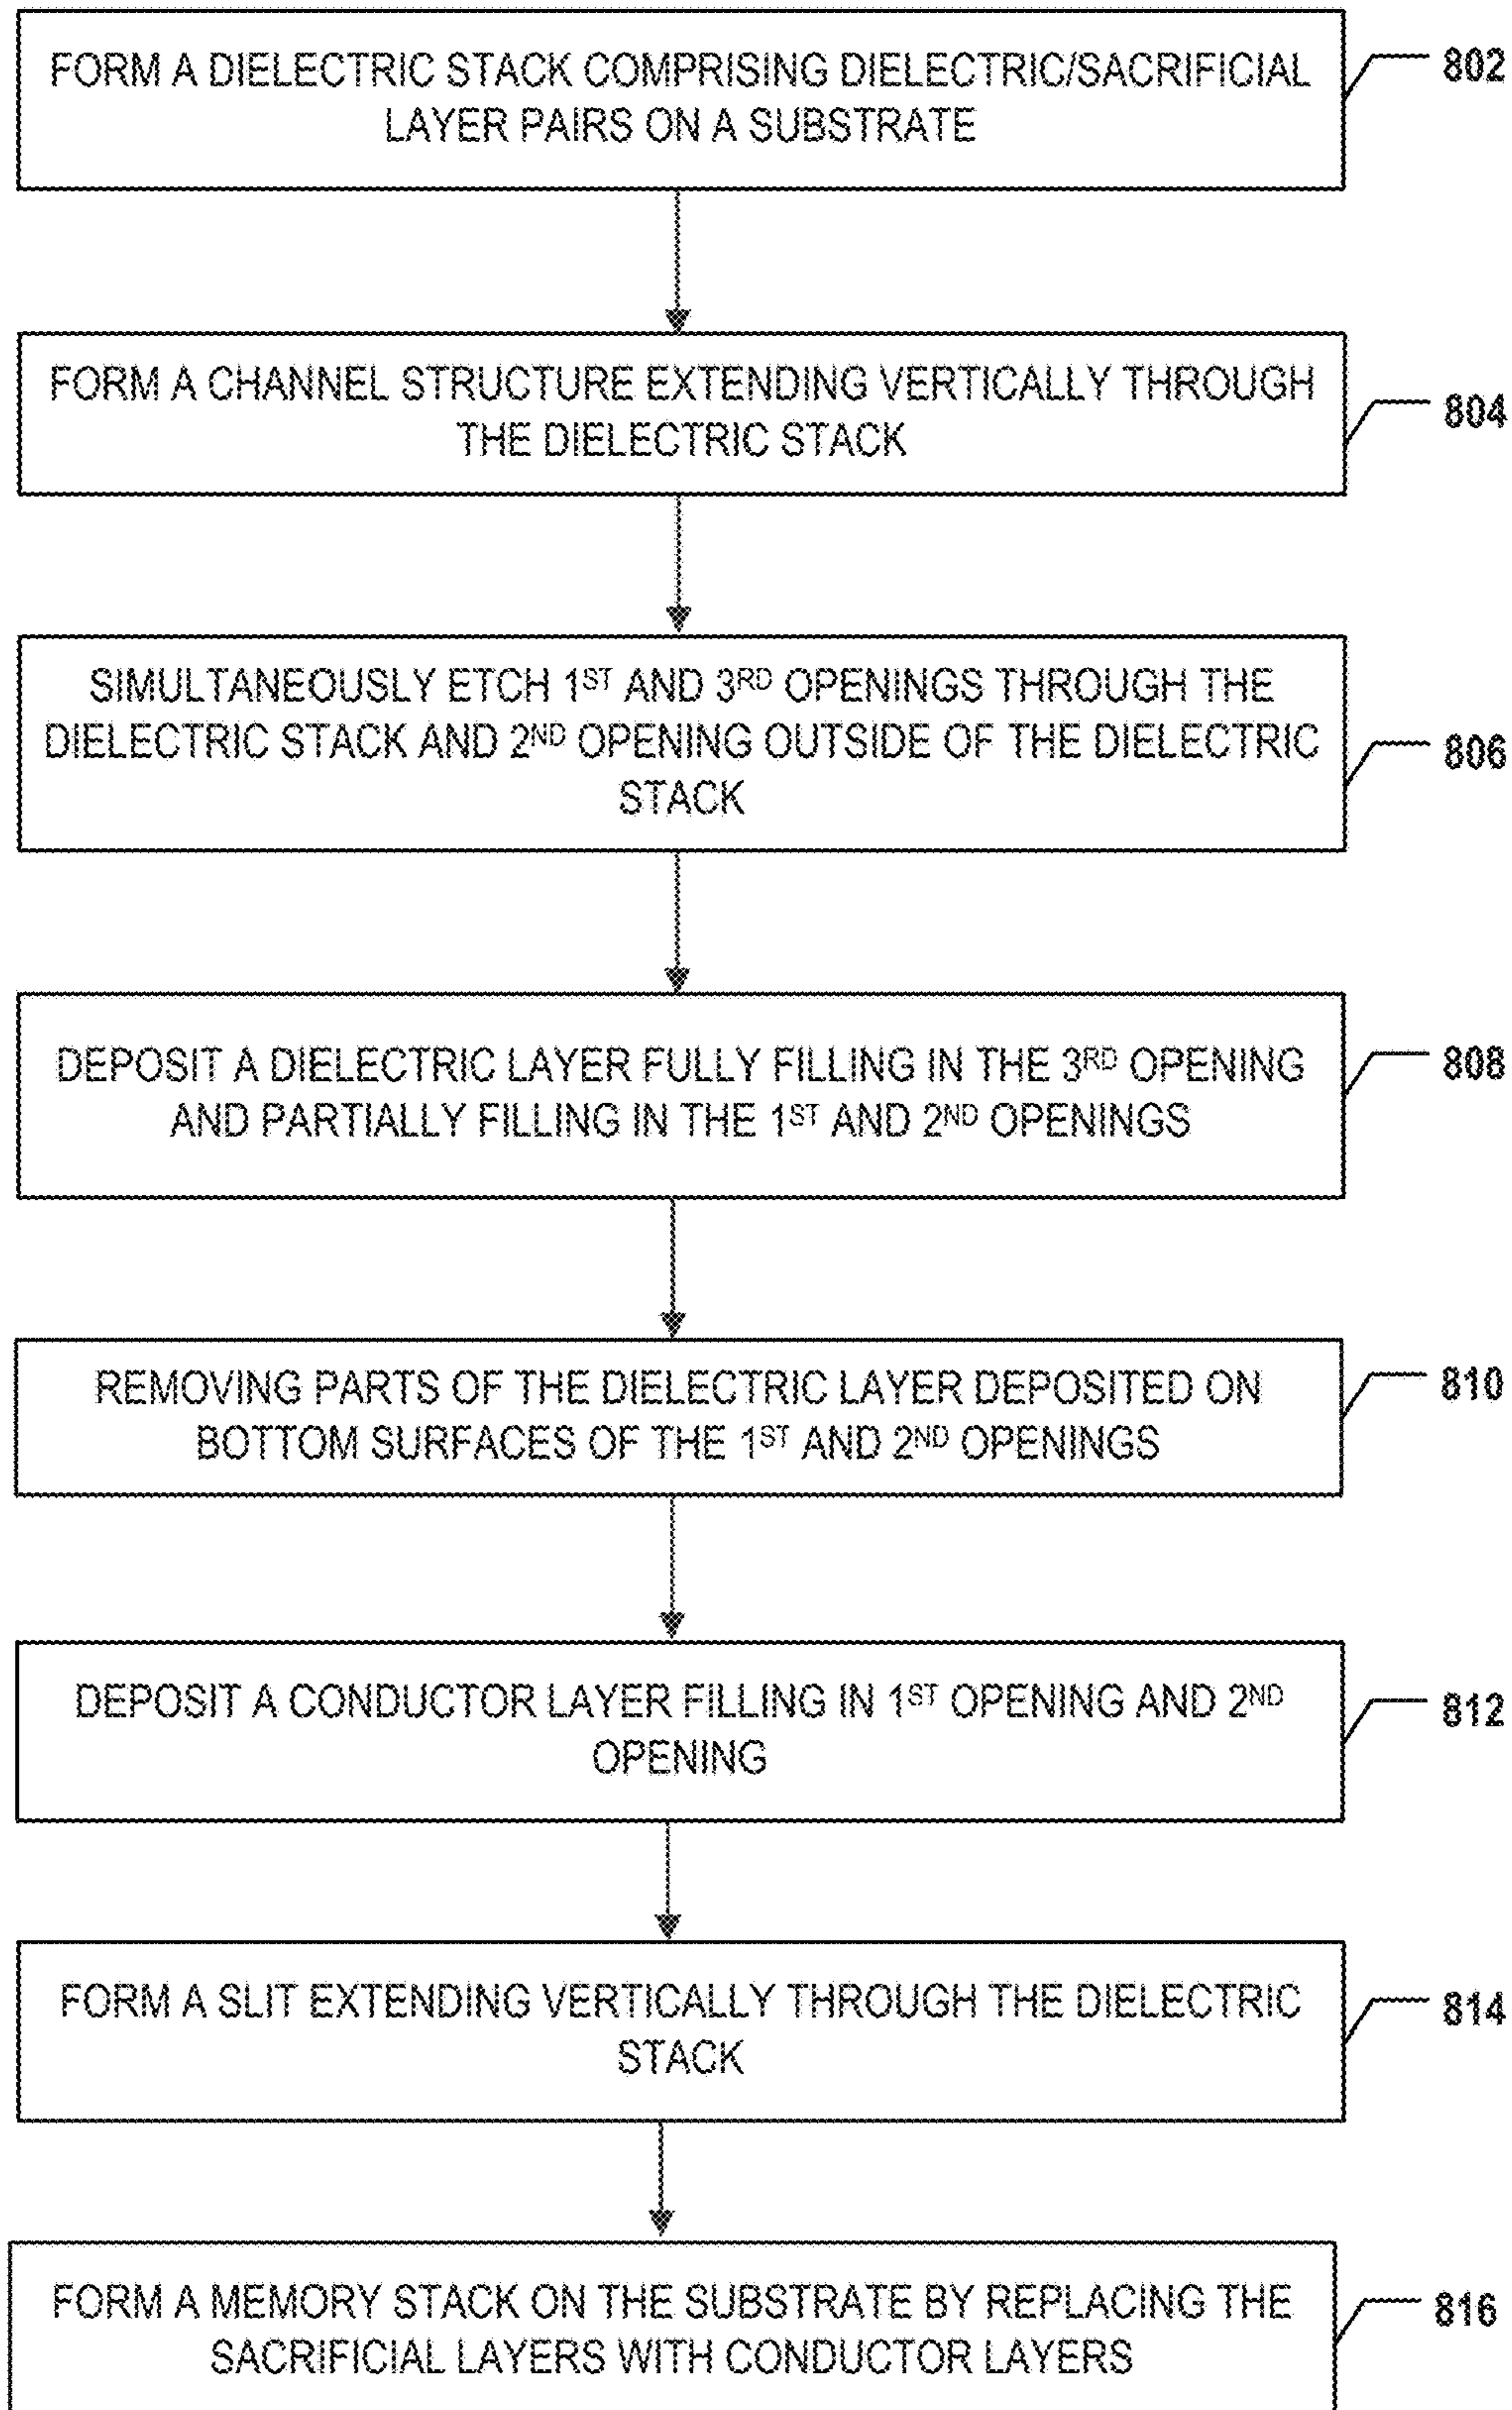 FORM A DIELECTRIC STACK COMPRISING DIELECTRIC/SACRIFICIAL
LAYER PAIRS ON A SUBSTRATE
802
FORM A CHANNEL STRUCTURE EXTENDING VERTICALLY THROUGH
THE DIELECTRIC STACK
804
SIMULTANEOUSLY ETCH 1ST AND 3RD OPENINGS THROUGH THE
DIELECTRIC STACK AND 2ND OPENING OUTSIDE OF THE DIELECTRIC
STACK
806
DEPOSIT A DIELECTRIC LAYER FULLY FILLING IN THE 3RD OPENING
AND PARTIALLY FILLING IN THE 1ST AND 2ND OPENINGS
808
REMOVING PARTS OF THE DIELECTRIC LAYER DEPOSITED ON
BOTTOM SURFACES OF THE 1ST AND 2ND OPENINGS
810
DEPOSIT A CONDUCTOR LAYER FILLING IN 1ST OPENING AND 2ND
OPENING
812
FORM A SLIT EXTENDING VERTICALLY THROUGH THE DIELECTRIC
STACK
814
FORM A MEMORY STACK ON THE SUBSTRATE BY REPLACING THE
SACRIFICIAL LAYERS WITH CONDUCTOR LAYERS
816